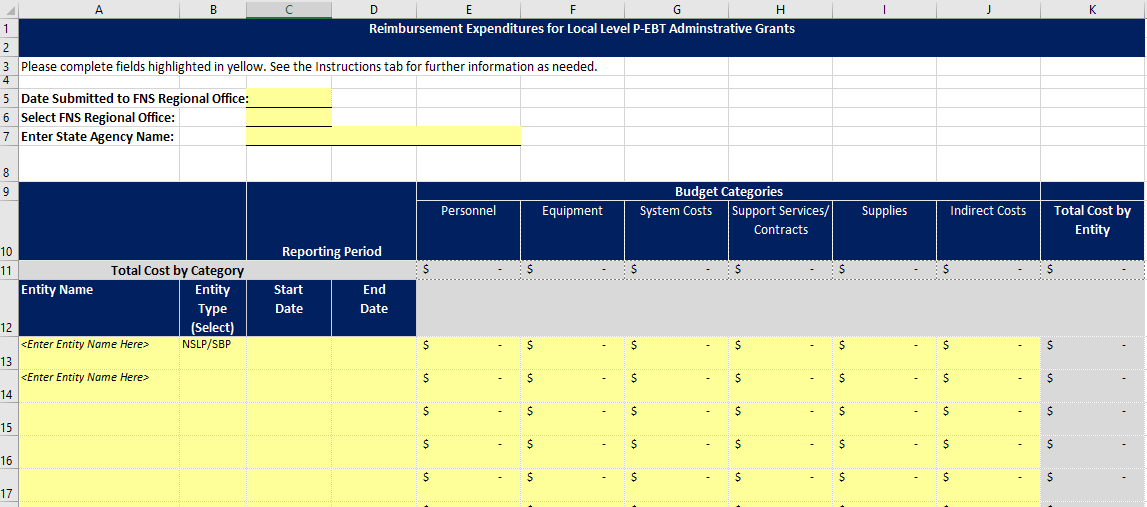 A B C D E F G H I J K
1 Reimbursement Expenditures for Local Level P-EBT Adminstrative Grants
2
3 Please complete fields highlighted in yellow. See the Instructions tab for further information as needed.
4
5 Date Submitted to FNS Regional Office:
6 Select FNS Regional Office:
7 Enter State Agency Name:
8
9 Budget Categories
Personnel Equipment System Costs Support Services/ Supplies Indirect Costs Total Cost by
Contracts Entity
10 Reporting Period
11 Total Cost by Category $ - $ - $ - $ - $ - $ - $ -
Entity Name Entity Start End
Type Date Date
12 (Select)
<Enter Entity Name Here> NSLP/SBP $ - $ - $ - $ - $ - $ - $ -
13
<Enter Entity Name Here> $ - $ - $ - $ - $ - $ - $ -
14
$ - $ - $ - $ - $ - $ - $ -
15
$ - $ - $ - $ - $ - $ - $ -
16
$ - $ - $ - $ - $ - $ - $ -
17